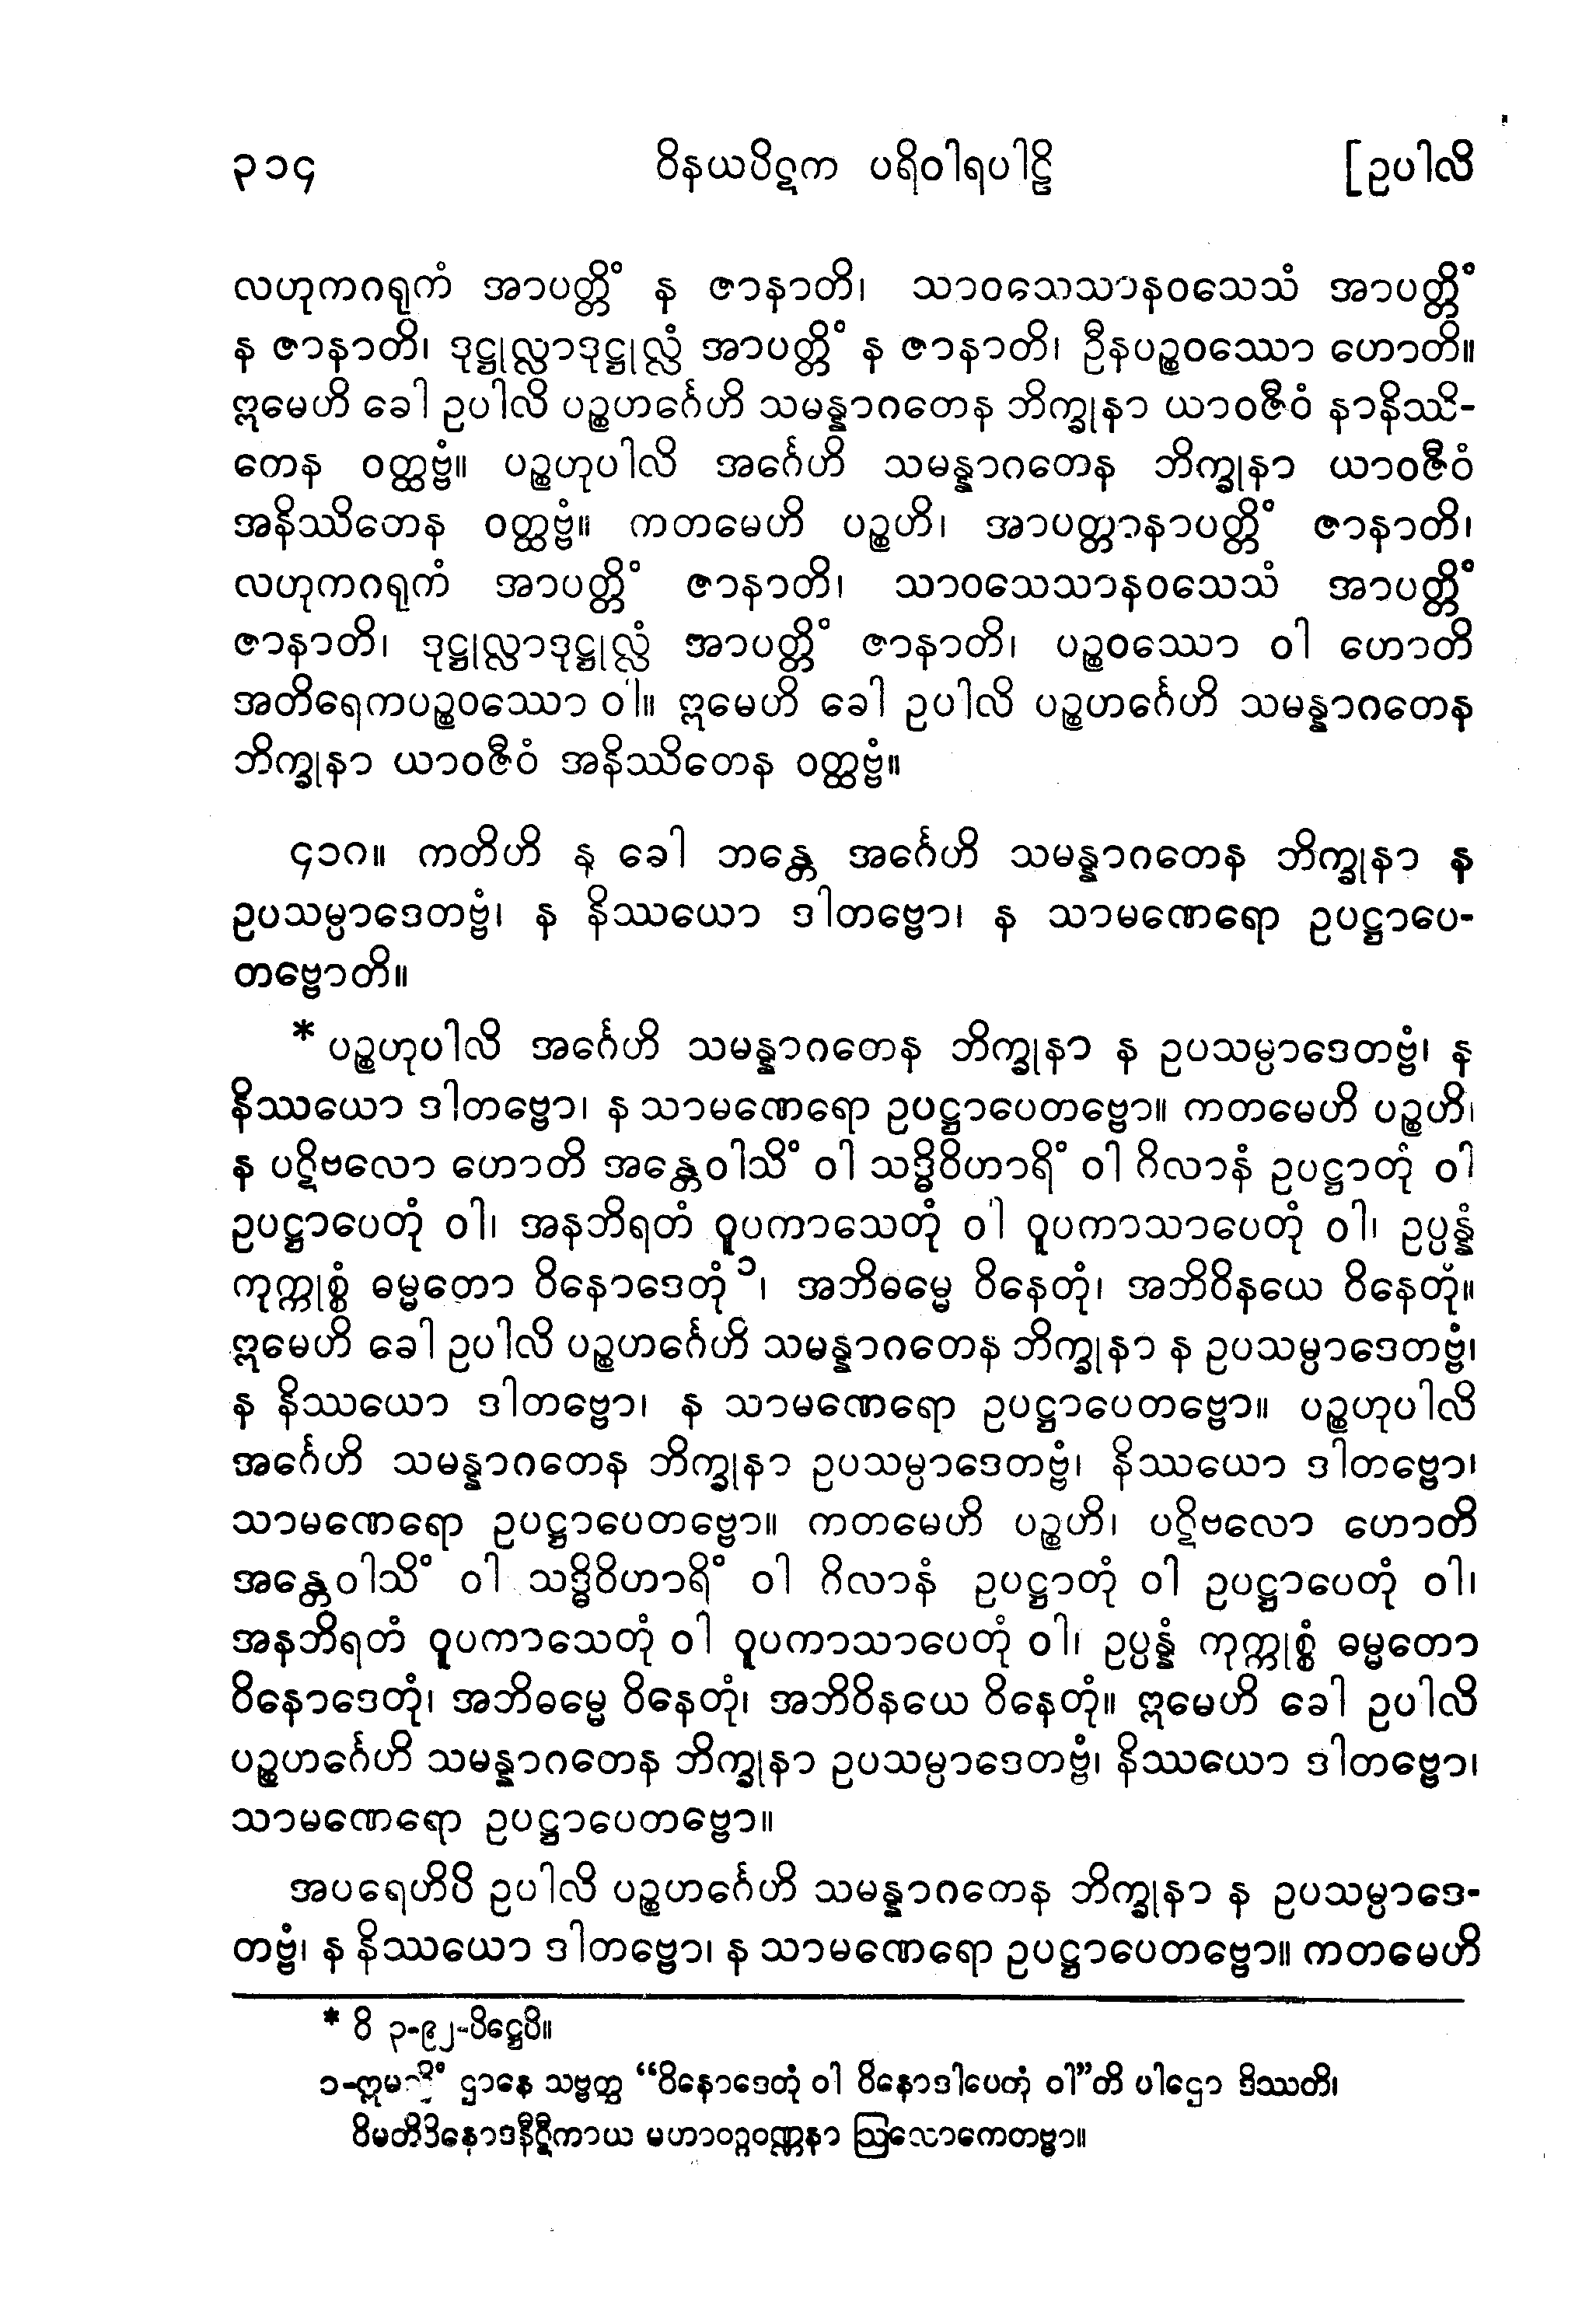 ၃၁၄ ဝိနယပိဋက ပရိဝါရပါဠိ [ဥပါလိ
လဟုကဂရုကံ အာပတ္တိံ န ဇာနာတိ၊ သာဝသေသာနဝသေသံ အာပတ္တိံ
န ဇာနာတိ၊ ဒုဋ္ဌုလ္လာဒုဋ္ဌုလ္လံ အာပတ္တိံ န ဇာနာတိ၊ ဦနပဉ္စဝဿော ဟောတိ။
ဣမေဟိ ခေါ ဥပါလိ ပဉ္စဟင်္ဂေဟိ သမန္နာဂတေန ဘိက္ခုနာ ယာဝဇီဝံ နာနိဿိ-
တေန ဝတ္ထဗ္ဗံ။ ပဉ္စဟုပါလိ အင်္ဂေဟိ သမန္နာဂတေန ဘိက္ခုနာ ယာဝဇီဝံ
အနိဿိတေန ဝတ္ထဗ္ဗံ။ ကတမေဟိ ပဉ္စဟိ၊ အာပတ္တာနာပတ္တိံ ဇာနာတိ၊
လဟုကဂရုကံ အာပတ္တိံ ဇာနာတိ၊ သာဝသေသာနဝသေသံ အာပတ္တိံ
ဇာနာတိ၊ ဒုဋ္ဌုလ္လာဒုဋ္ဌုလ္လံ အာပတ္တိံ ဇာနာတိ၊ ပဉ္စဝဿော ဝါ ဟောတိ
အတိရေကပဉ္စဝဿော ဝါ။ ဣမေဟိ ခေါ ဥပါလိ ပဉ္စဟင်္ဂေဟိ သမန္နာဂတေန
ဘိက္ခုနာ ယာဝဇီဝံ အနိဿိတေန ဝတ္ထဗ္ဗံ။
၄၁၈။ ကတိဟိ နု ခေါ ဘန္တေ အင်္ဂေဟိ သမန္နာဂတေန ဘိက္ခုနာ န
ဥပသမ္ပာဒေတဗ္ဗံ၊ န နိဿယော ဒါတဗ္ဗော၊ န သာမဏေရော ဥပဋ္ဌာပေ-
တဗ္ဗောတိ။
* ပဉ္စဟုပါလိ အင်္ဂေဟိ သမန္နာဂတေန ဘိက္ခုနာ န ဥပသမ္ပာဒေတဗ္ဗံ၊ န
နိဿယော ဒါတဗ္ဗော၊ န သာမဏေရော ဥပဋ္ဌာပေတဗ္ဗော။ ကတမေဟိ ပဉ္စဟိ၊
န ပဋိဗလော ဟောတိ အန္တေဝါသိံ ဝါ သဒ္ဓိဝိဟာရိံ ဝါ ဂိလာနံ ဥပဋ္ဌာတုံ ဝါ
ဥပဋ္ဌာပေတုံ ဝါ၊ အနဘိရတံ ဝူပကာသေတုံ ဝါ ဝူပကာသာပေတုံ ဝါ၊ ဥပ္ပန္နံ
ကုက္ကုစ္စံ ဓမ္မတော ဝိနောဒေတုံ ၁၊ အဘိဓမ္မေ ဝိနေတုံ၊ အဘိဝိနယေ ဝိနေတုံ။
ဣမေဟိ ခေါ ဥပါလိ ပဉ္စဟင်္ဂေဟိ သမန္နာဂတေန ဘိက္ခုနာ န ဥပသမ္ပာဒေတဗ္ဗံ၊
န နိဿယော ဒါတဗ္ဗော၊ န သာမဏေရော ဥပဋ္ဌာပေတဗ္ဗော။ ပဉ္စဟုပါလိ
အင်္ဂေဟိ သမန္နာဂတေန ဘိက္ခုနာ ဥပသမ္ပာဒေတဗ္ဗံ၊ နိဿယော ဒါတဗ္ဗော၊
သာမဏေရော ဥပဋ္ဌာပေတဗ္ဗော။ ကတမေဟိ ပဉ္စဟိ၊ ပဋိဗလော ဟောတိ
အန္တေဝါသိံ ဝါ သဒ္ဓိဝိဟာရိံ ဝါ ဂိလာနံ ဥပဋ္ဌာတုံ ဝါ ဥပဋ္ဌာပေတုံ ဝါ၊
အနဘိရတံ ဝူပကာသေတုံ ဝါ ဝူပကာသာပေတုံ ဝါ၊ ဥပ္ပန္နံ ကုက္ကုစ္စံ ဓမ္မတော
ဝိနောဒေတုံ၊ အဘိဓမ္မေ ဝိနေတုံ၊ အဘိဝိနယေ ဝိနေတုံ။ ဣမေဟိ ခေါ ဥပါလိ
ပဉ္စဟင်္ဂေဟိ သမန္နာဂတေန ဘိက္ခုနာ ဥပသမ္ပာဒေတဗ္ဗံ၊ နိဿယော ဒါတဗ္ဗော၊
သာမဏေရော ဥပဋ္ဌာပေတဗ္ဗော။
အပရေဟိပိ ဥပါလိ ပဉ္စဟင်္ဂေဟိ သမန္နာဂတေန ဘိက္ခုနာ န ဥပသမ္ပာဒေ-
တဗ္ဗံ၊ န နိဿယော ဒါတဗ္ဗော၊ န သာမဏေရော ဥပဋ္ဌာပေတဗ္ဗော။ ကတမေဟိ
* ဝိ ၃-၉၂-ပိဋ္ဌေပိ။
၁-ဣမသ္မိံ ဌာနေ သဗ္ဗတ္ထ “ဝိနောဒေတုံ ဝါ ဝိနောဒါပေတုံ ဝါ”တိ ပါဌော ဒိဿတိ၊
ဝိမတိဝိနောဒနီဋီကာယ မဟာဝဂ္ဂဝဏ္ဏနာ ဩလောကေတဗ္ဗာ။